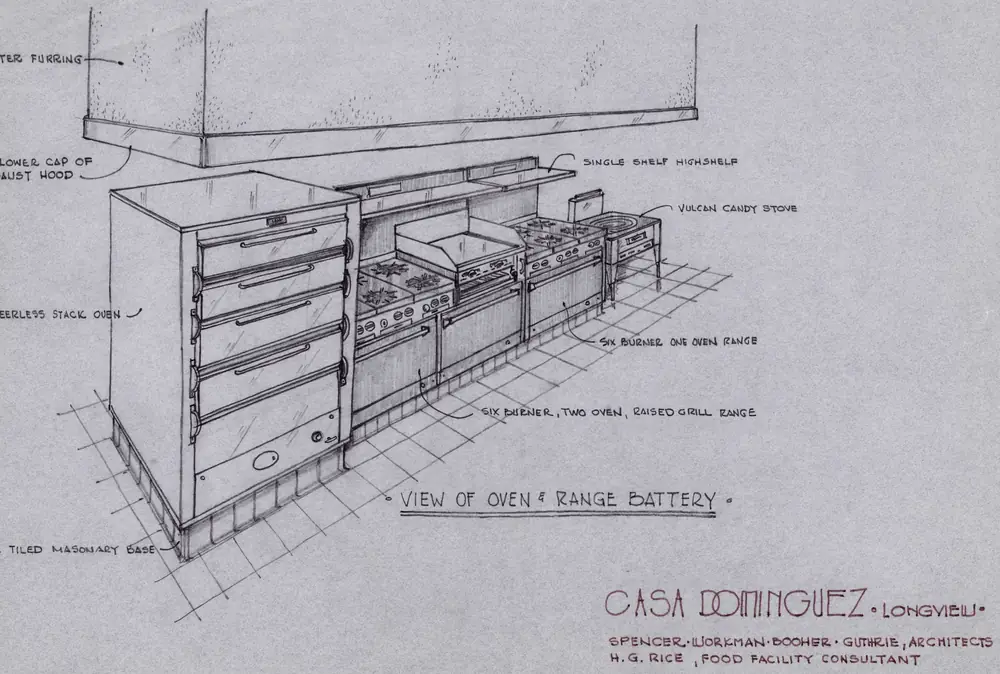 TER FURRING
LOWER CAP OF
AUST HOOD
SINGLE SHELF HIGHSHELF
VULCAN CANDY STOVE
EERLESS STACK OVEN
SIX BURNER ONE OVEN RANGE
SIX BURNER, TWO OVEN, RAISED GRILL RANGE
VIEW OF OVEN & RANGE BATTERY
TILED MASONARY BASE
CASA DOMINGUEZ · LONGVIEW ·
SPENCER · WORKMAN · BOOHER · GUTHRIE, ARCHITECTS
H.G. RICE, FOOD FACILITY CONSULTANT